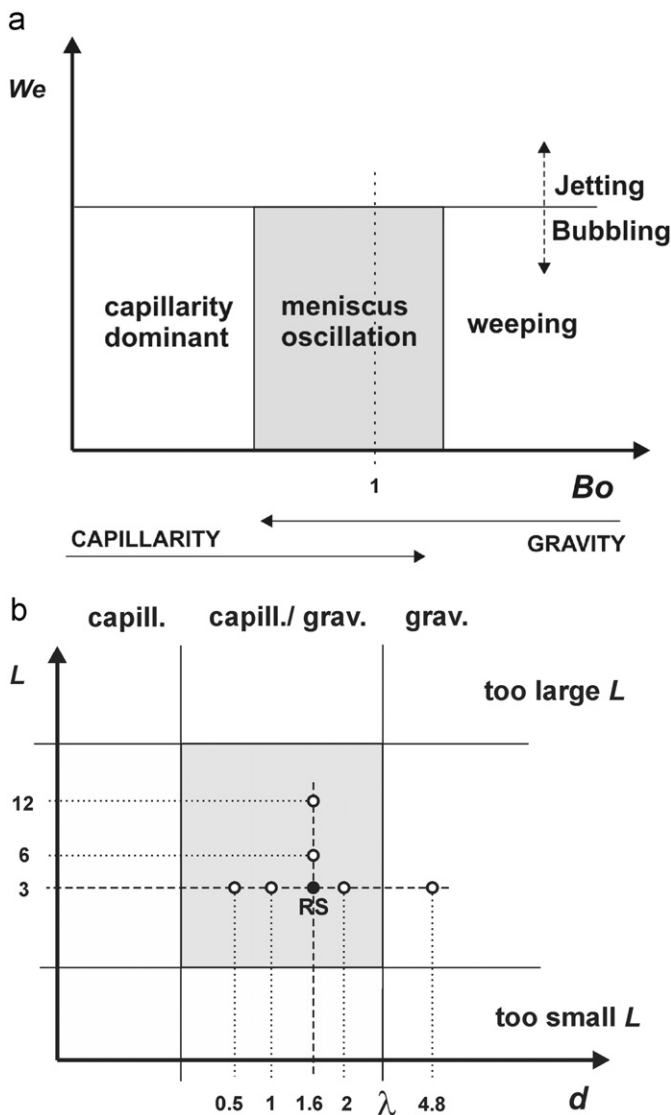 a
We
Jetting
Bubbling
capillarity
dominant
meniscus
oscillation
weeping
1
Bo
CAPILLARITY
GRAVITY
b
capill.
capill./ grav.
grav.
L
too large L
12
6
3
RS
too small L
0.5 1 1.6 2 λ 4.8 d